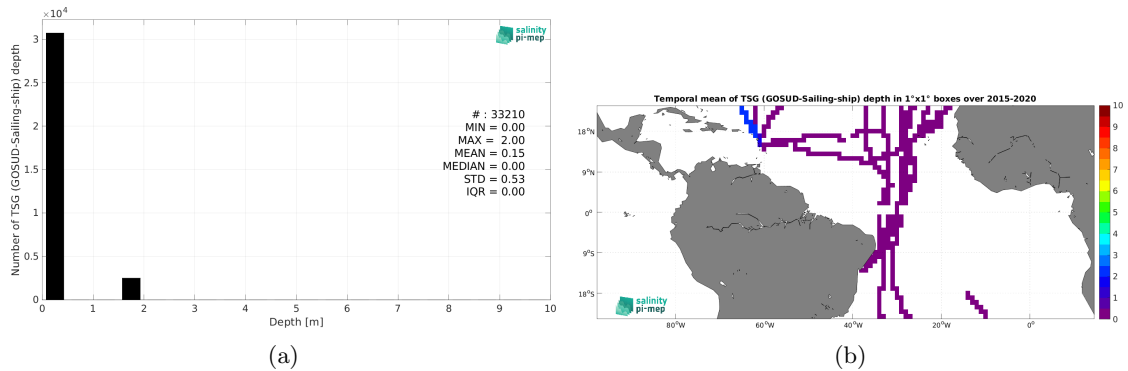 ×10⁴
3
2.5
2
1.5
1
0.5
0
Number of TSG (GOSUD-Sailing-ship) depth
salinity
pi-mep
# : 33210
MIN = 0.00
MAX = 2.00
MEAN = 0.15
MEDIAN = 0.00
STD = 0.53
IQR = 0.00
0 1 2 3 4 5 6 7 8 9 10
Depth [m]
(a)
Temporal mean of TSG (GOSUD-Sailing-ship) depth in 1°x1° boxes over 2015-2020
18°N
9°N
0°
9°S
18°S
salinity
pi-mep
80°W 60°W 40°W 20°W 0°
10
9
8
7
6
5
4
3
2
1
0
(b)